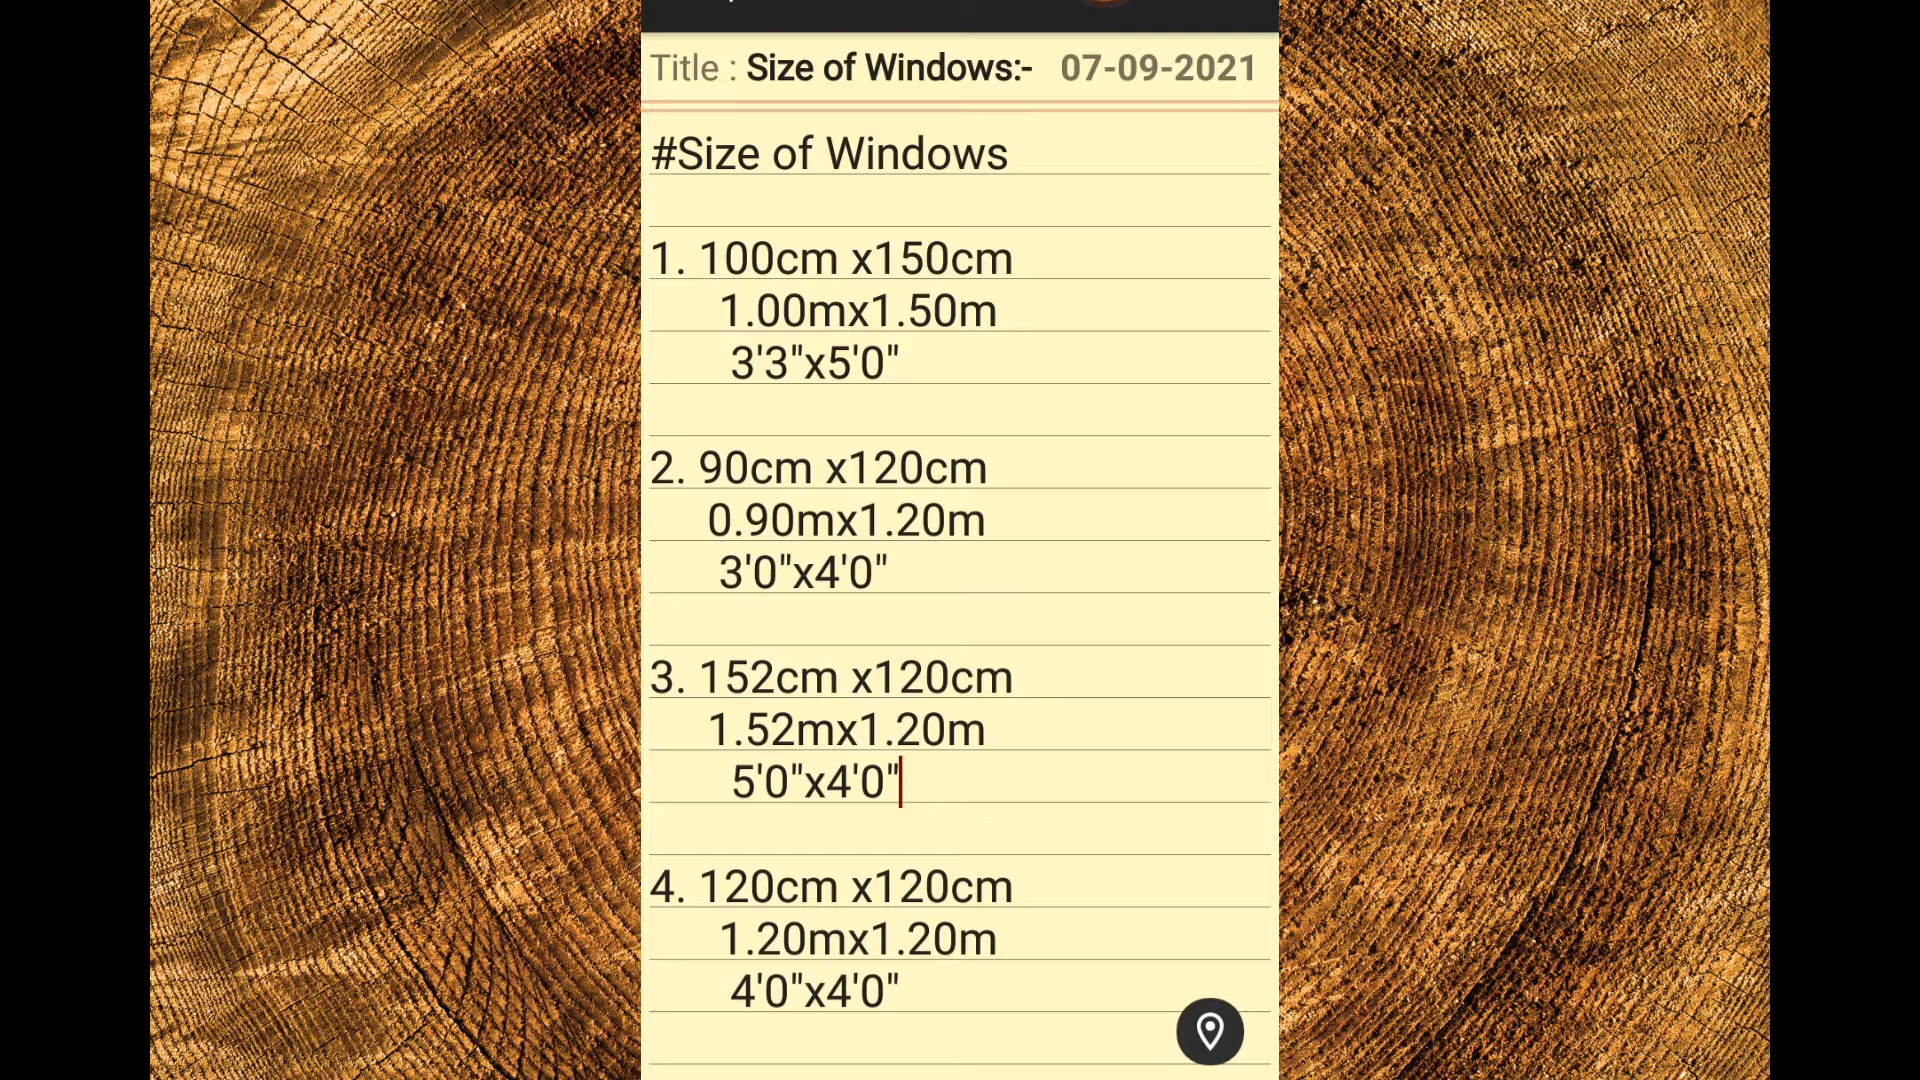 Title : Size of Windows:- 07-09-2021
#Size of Windows
1. 100cm x150cm
1.00mx1.50m
3'3"x5'0"
2. 90cm x120cm
0.90mx1.20m
3'0"x4'0"
3. 152cm x120cm
1.52mx1.20m
5'0"x4'0"
4. 120cm x120cm
1.20mx1.20m
4'0"x4'0"